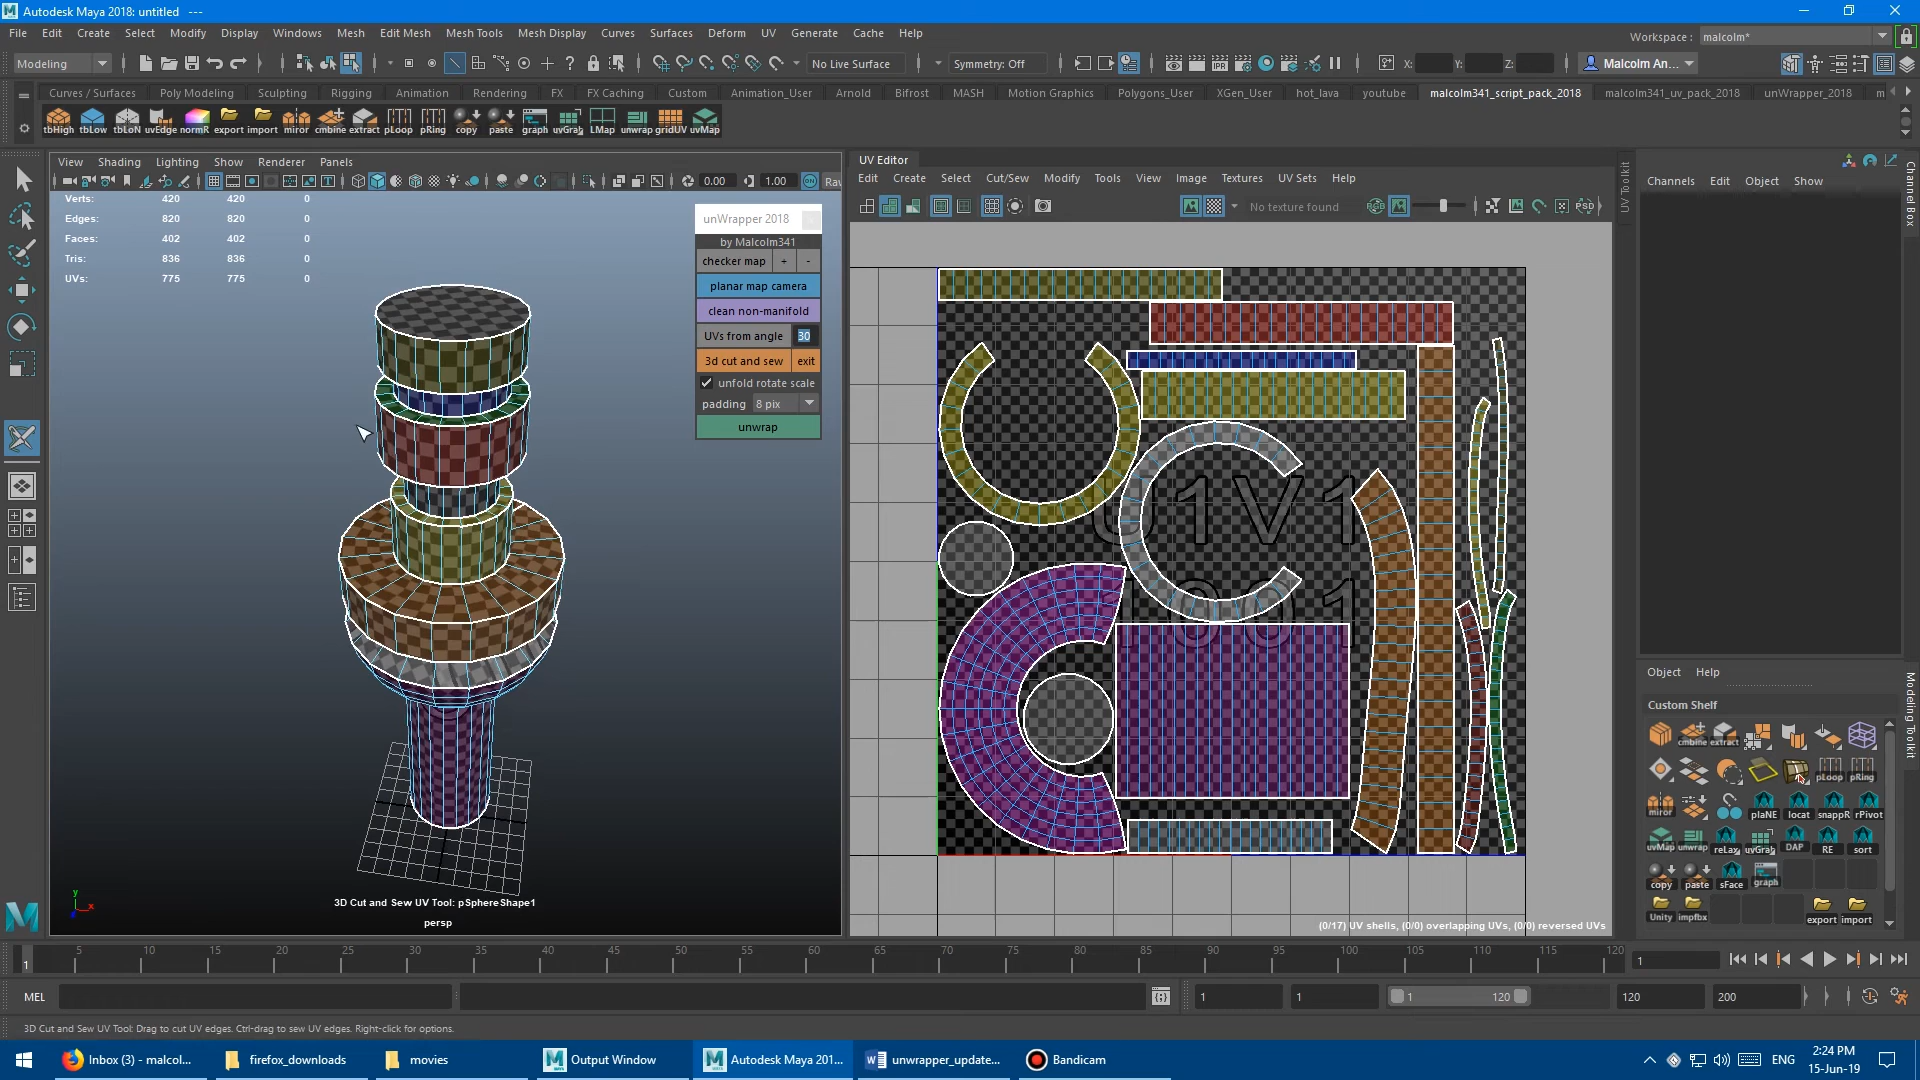 Autodesk Maya 2018: untitled ---
File Edit Create Select Modify Display Windows Mesh Edit Mesh Mesh Tools Mesh Display Curves Surfaces Deform UV Generate Cache Help
Workspace : malcolm*
Modeling No Live Surface Symmetry: Off X: Y: Z: Malcolm An...
Curves / Surfaces Poly Modeling Sculpting Rigging Animation Rendering FX FX Caching Custom Animation_User Arnold Bifrost MASH Motion Graphics Polygons_User XGen_User hot_lava youtube malcolm341_script_pack_2018 malcolm341_uv_pack_2018 unWrapper_2018 m
tbHigh tbLow tbLoN uvEdge normR export import miror cmbine extract pLoop pRing copy paste graph uvGrab LMap unwrap gridUV uvMap
View Shading Lighting Show Renderer Panels
0.00 1.00 Raw
Verts: 420 420 0
Edges: 820 820 0
Faces: 402 402 0
Tris: 836 836 0
UVs: 775 775 0
unWrapper 2018
by Malcolm341
checker map + -
planar map camera
clean non-manifold
UVs from angle 30
3d cut and sew exit
unfold rotate scale
padding 8 pix
unwrap
3D Cut and Sew UV Tool: pSphereShape1
persp
y
x
UV Editor
Edit Create Select Cut/Sew Modify Tools View Image Textures UV Sets Help
No texture found
RGB
PSD
U1V1
1001
(0/17) UV shells, (0/0) overlapping UVs, (0/0) reversed UVs
UV Toolkit
Channels Edit Object Show
Channel Box
Object Help
Modeling Toolkit
Custom Shelf
cmbine extract
pLoop pRing
miror plaNE locat snappR rPivot
uvMap unwrap reLax uvGrab DAP RE sort
copy paste sFace graph
Unity impfbx export import
5 10 15 20 25 30 35 40 45 50 55 60 65 70 75 80 85 90 95 100 105 110 115 120
1 1
MEL 1 1 1 120 120 200
3D Cut and Sew UV Tool: Drag to cut UV edges. Ctrl-drag to sew UV edges. Right-click for options.
Inbox (3) - malcol... firefox_downloads movies Output Window Autodesk Maya 201... unwrapper_update... Bandicam
ENG
2:24 PM
15-Jun-19